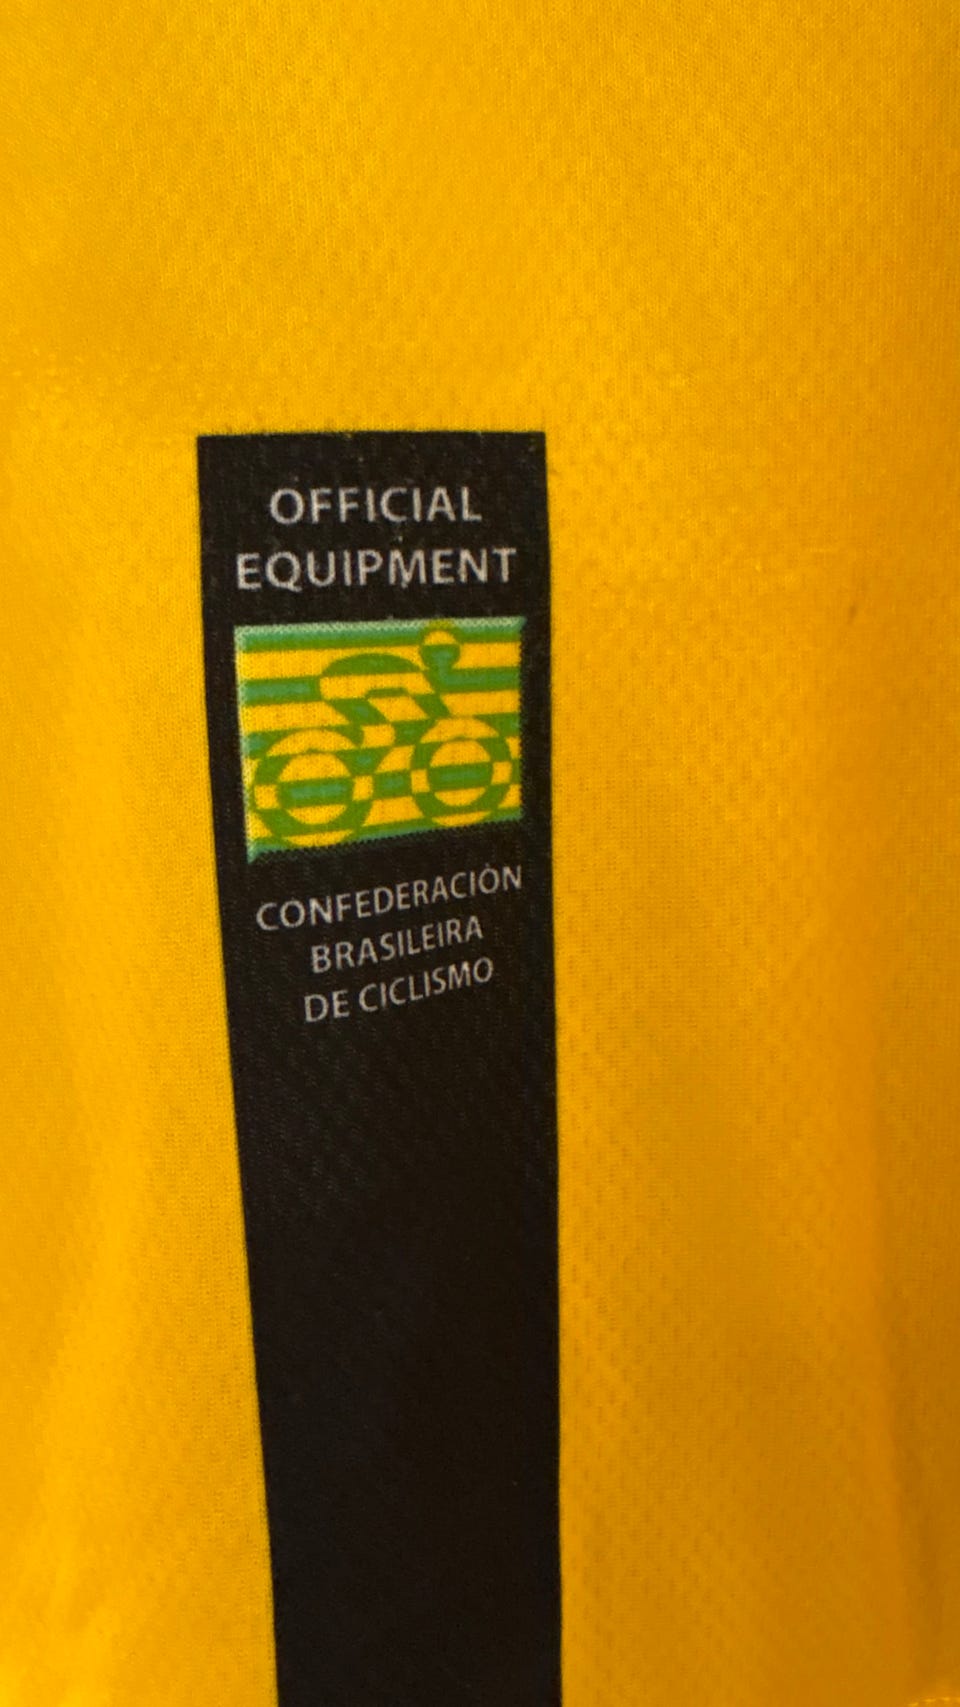 OFFICIAL
EQUIPMENT
CONFEDERACIÒN
BRASILEIRA
DE CICLISMO